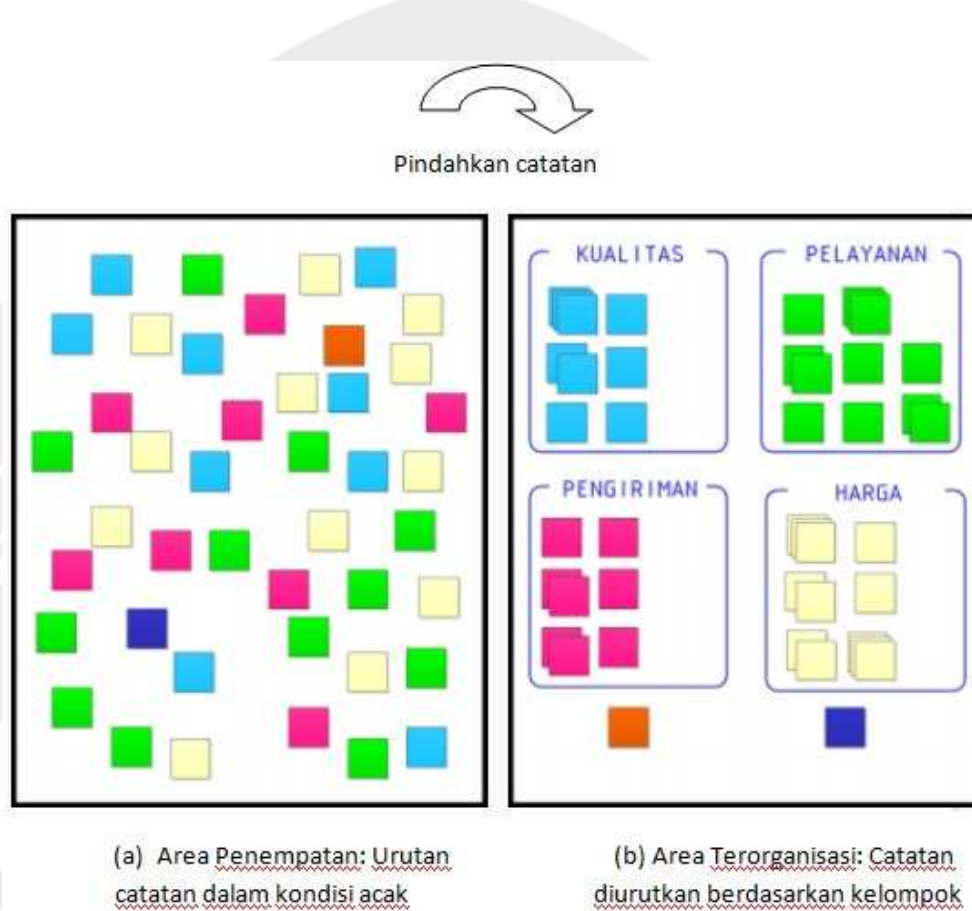 Pindahkan catatan
KUALITAS
PELAYANAN
PENGIRIMAN
HARGA
(a) Area Penempatan: Urutan
catatan dalam kondisi acak
(b) Area Terorganisasi: Catatan
diurutkan berdasarkan kelompok